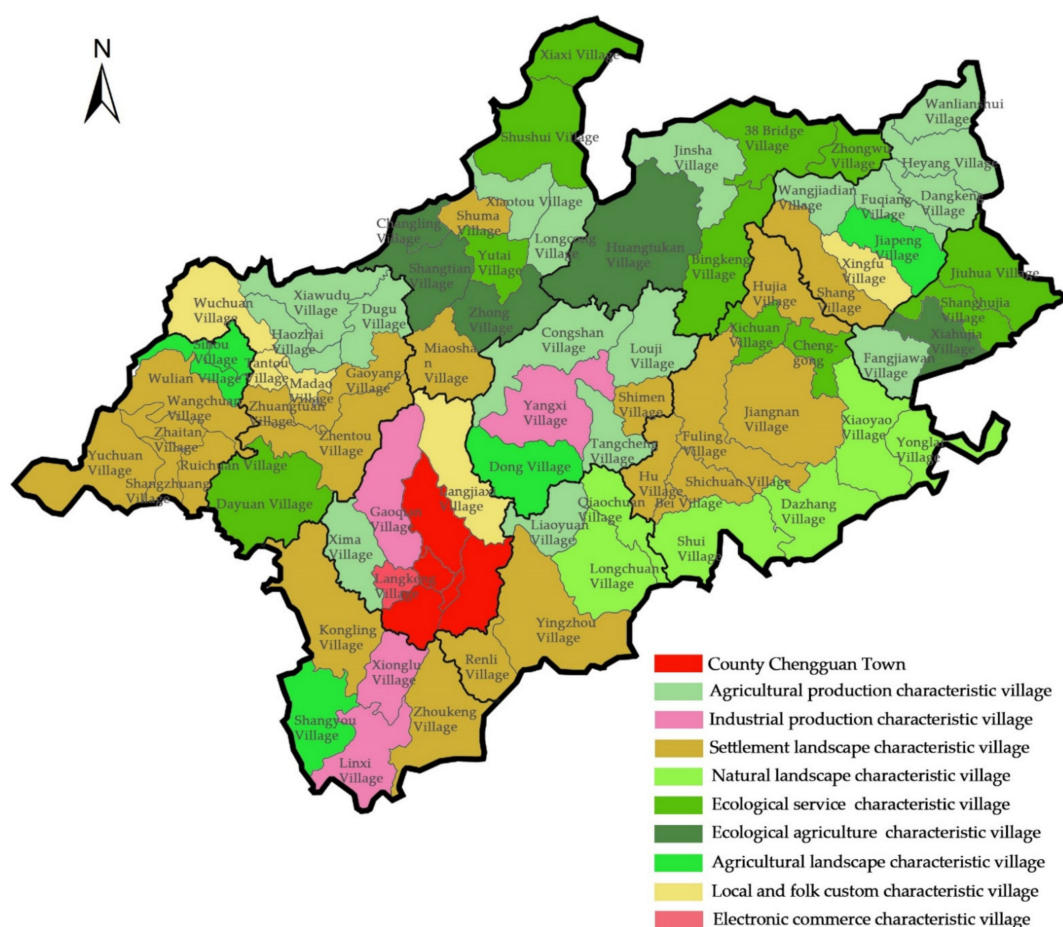 N
Xiaxi Village
Shushui Village
38 Bridge
Village
Zhongwu
Village
Wanlianshui
Village
Jinsha
Village
Heyang Village
Wangjiadian
Village
Fuqiang
Village
Dangkeng
Village
Xiaotou Village
Shuma
Village
Changling
Village
Longcong
Village
Huangtukan
Village
Jiapeng
Village
Yutai
Village
Shangtian
Village
Bingkeng
Village
Xingfu
Village
Jiuhua Village
Hujia
Village
Shang
Village
Shanghujia
Village
Xiahujia
Village
Wuchuan
Village
Xiawudu
Village
Dugu
Village
Haozhai
Village
Zhong
Village
Congshan
Village
Louji
Village
Xichuan
Village
Cheng-
gong
Fangjiawan
Village
Village
Village
Wulian Village
Madao
Village
Gaoyang
Village
Miaosha
n Village
Wangchuan
Village
Zhuangtuan
Village
Yangxi
Village
Shimen
Village
Jiangnan
Village
Xiaoyao
Village
Zhaitan
Village
Zhentou
Village
Tangcheng
Village
Fuling
Village
Yonglai
Village
Yuchuan
Village
Ruichuan Village
Dong Village
Shangzhuang
Village
Hu
Village
Shichuan Village
Dayuan Village
Village
Qiaochuan
Village
Bei Village
Dazhang
Village
Gaoqian
Village
Liaoyuan
Village
Xima
Village
Shui
Village
Langkeng
Village
Longchuan
Village
Kongling
Village
Yingzhou
Village
Xionglu
Village
Renli
Village
Shangyou
Village
Zhoukeng
Village
Linxi
Village
County Chengguan Town
Agricultural production characteristic village
Industrial production characteristic village
Settlement landscape characteristic village
Natural landscape characteristic village
Ecological service characteristic village
Ecological agriculture characteristic village
Agricultural landscape characteristic village
Local and folk custom characteristic village
Electronic commerce characteristic village